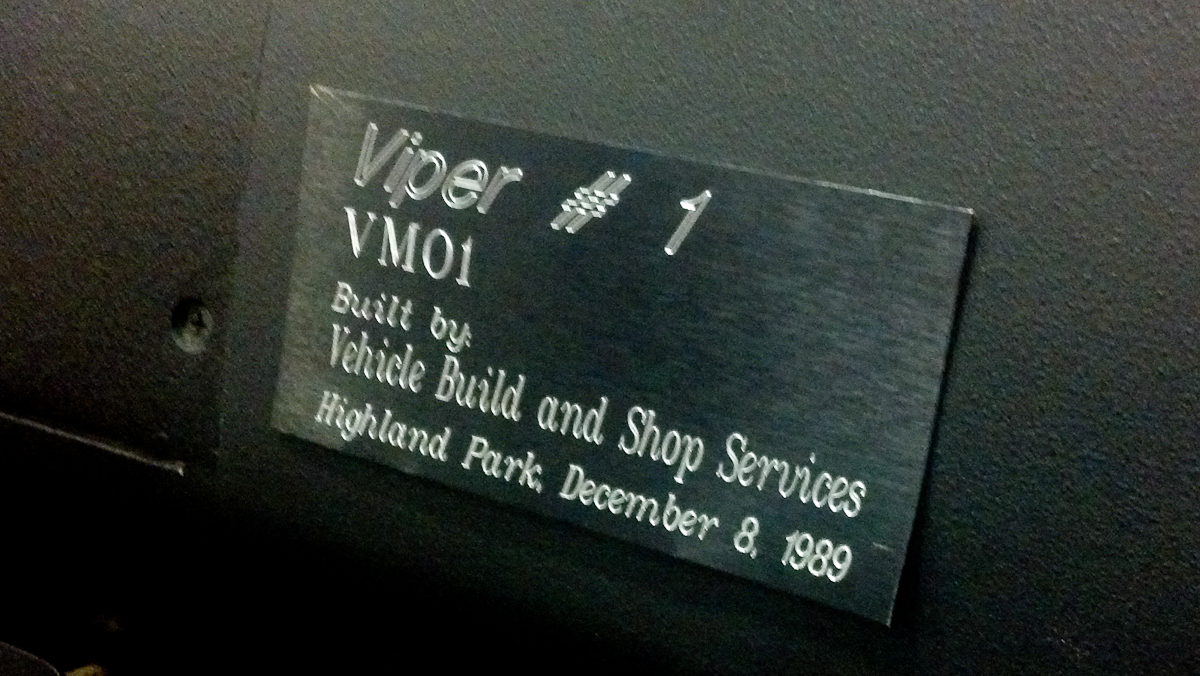 Viper # 1
VM01
Built by:
Vehicle Build and Shop Services
Highland Park, December 8, 1989